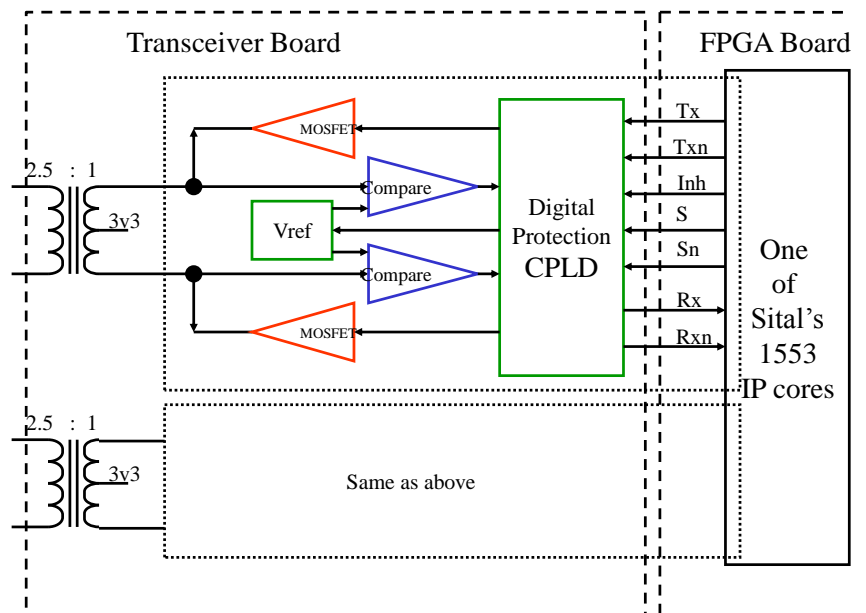 Transceiver Board
FPGA Board
MOSFET
Tx
Txn
2.5 : 1
Compare
Inh
3v3
Vref
Digital
Protection
CPLD
S
Sn
Compare
Rx
MOSFET
Rxn
One
of
Sital's
1553
IP cores
2.5 : 1
3v3
Same as above